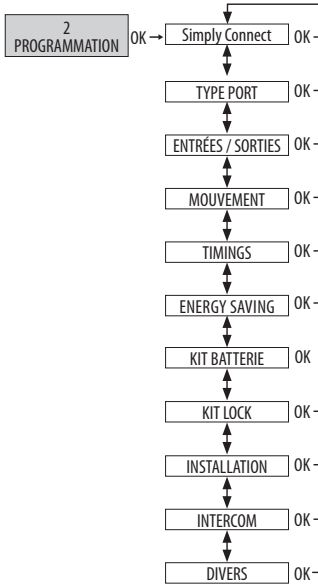 2
PROGRAMMATION
OK
Simply Connect
OK
TYPE PORT
OK
ENTRÉES / SORTIES
OK
MOUVEMENT
OK
TIMINGS
OK
ENERGY SAVING
OK
KIT BATTERIE
OK
KIT LOCK
OK
INSTALLATION
OK
INTERCOM
OK
DIVERS
OK